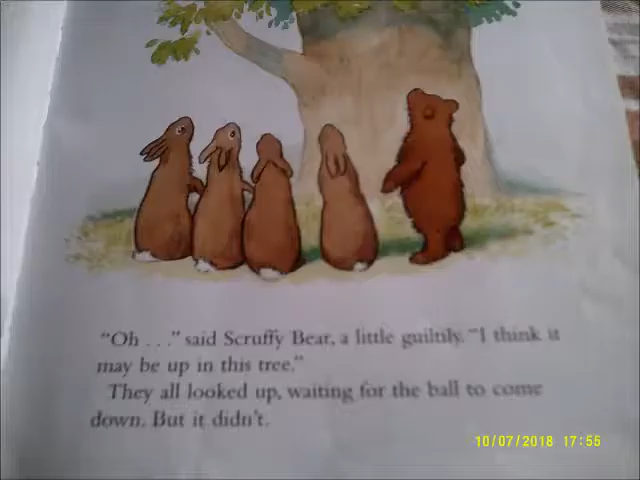 “Oh . . .” said Scruffy Bear, a little guiltily. “I think it
may be up in this tree.”
They all looked up, waiting for the ball to come
down. But it didn’t.
10/07/2018 17:55